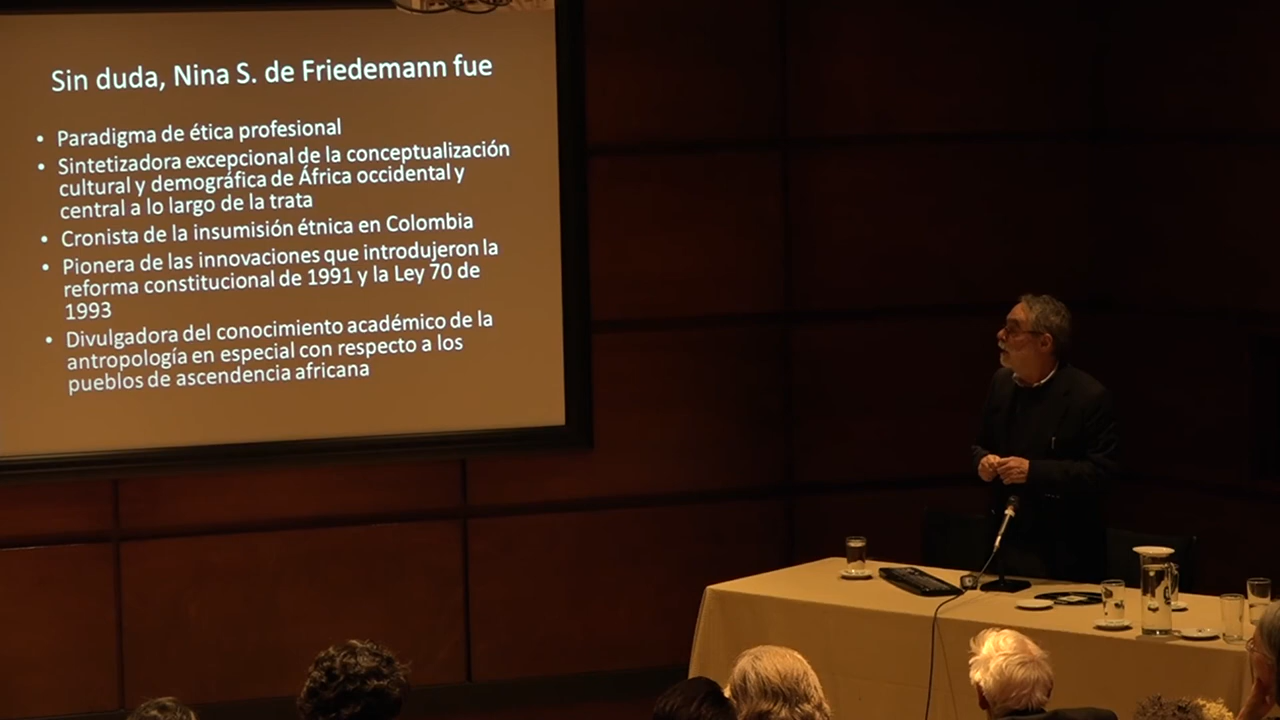 Sin duda, Nina S. de Friedemann fue
• Paradigma de ética profesional
• Sintetizadora excepcional de la conceptualización
cultural y demográfica de África occidental y
central a lo largo de la trata
• Cronista de la insumisión étnica en Colombia
• Pionera de las innovaciones que introdujeron la
reforma constitucional de 1991 y la Ley 70 de
1993
• Divulgadora del conocimiento académico de la
antropología en especial con respecto a los
pueblos de ascendencia africana